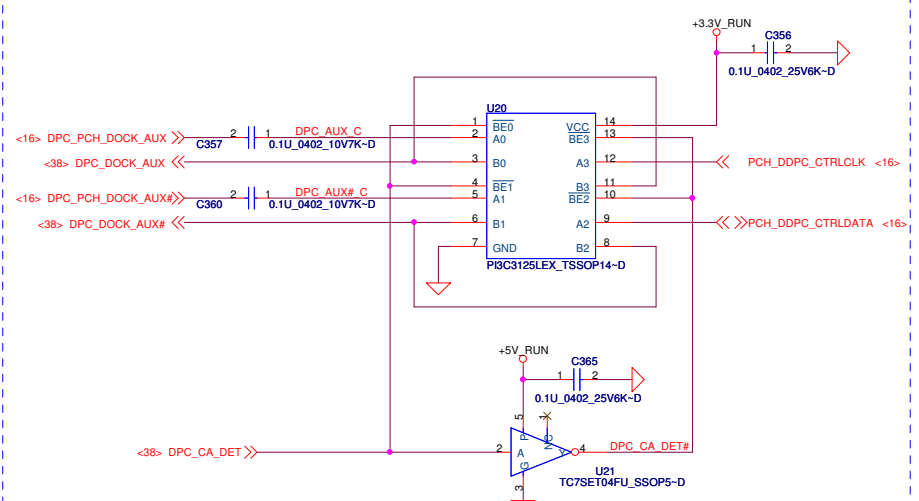 +3.3V_RUN
C356
1 2
0.1U_0402_25V6K~D
U20
<16> DPC_PCH_DOCK_AUX 2 1 DPC_AUX_C
C357 0.1U_0402_10V7K~D
<38> DPC_DOCK_AUX
<16> DPC_PCH_DOCK_AUX# 2 1 DPC_AUX#_C
C360 0.1U_0402_10V7K~D
<38> DPC_DOCK_AUX#
1 BE0 VCC 14
2 A0 BE3 13
3 B0 A3 12
4 BE1 B3 11
5 A1 BE2 10
6 B1 A2 9
7 GND B2 8
PI3C3125LEX_TSSOP14~D
PCH_DDPC_CTRLCLK <16>
PCH_DDPC_CTRLDATA <16>
+5V_RUN
C365
1 2
0.1U_0402_25V6K~D
<38> DPC_CA_DET
5 P 1 NC
2 A Y 4 DPC_CA_DET#
G 3
U21
TC7SET04FU_SSOP5~D